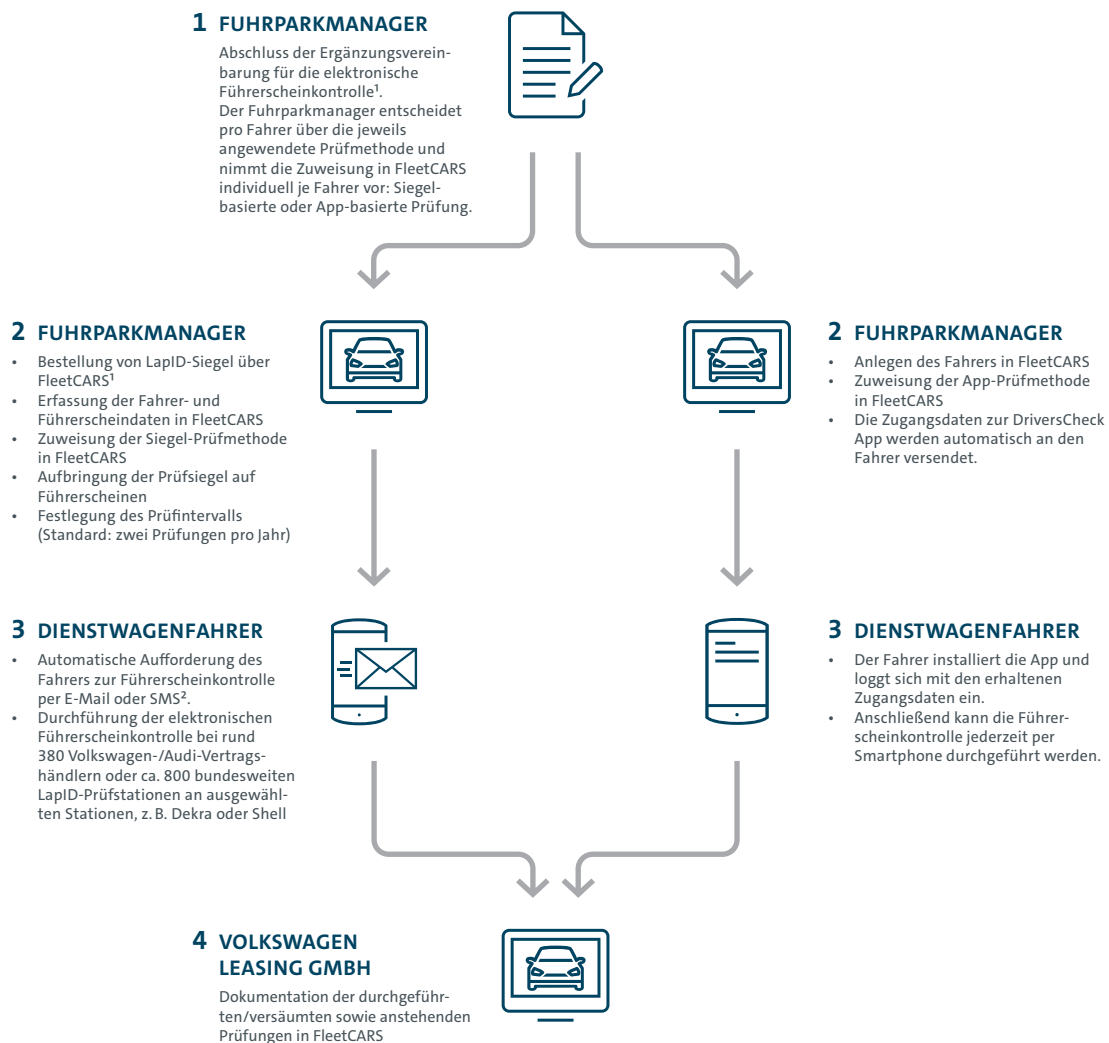 1 FUHRPARKMANAGER
Abschluss der Ergänzungsverein-
barung für die elektronische
Führerscheinkontrolle¹.
Der Fuhrparkmanager entscheidet
pro Fahrer über die jeweils
angewendete Prüfmethode und
nimmt die Zuweisung in FleetCARS
individuell je Fahrer vor: Siegel-
basierte oder App-basierte Prüfung.
2 FUHRPARKMANAGER
• Bestellung von LapID-Siegel über
FleetCARS¹
• Erfassung der Fahrer- und
Führerscheindaten in FleetCARS
• Zuweisung der Siegel-Prüfmethode
in FleetCARS
• Aufbringung der Prüfsiegel auf
Führerscheinen
• Festlegung des Prüfintervalls
(Standard: zwei Prüfungen pro Jahr)
2 FUHRPARKMANAGER
• Anlegen des Fahrers in FleetCARS
• Zuweisung der App-Prüfmethode
in FleetCARS
• Die Zugangsdaten zur DriversCheck
App werden automatisch an den
Fahrer versendet.
3 DIENSTWAGENFAHRER
• Automatische Aufforderung des
Fahrers zur Führerscheinkontrolle
per E-Mail oder SMS².
• Durchführung der elektronischen
Führerscheinkontrolle bei rund
380 Volkswagen-/Audi-Vertrags-
händlern oder ca. 800 bundesweiten
LapID-Prüfstationen an ausgewähl-
ten Stationen, z. B. Dekra oder Shell
3 DIENSTWAGENFAHRER
• Der Fahrer installiert die App und
loggt sich mit den erhaltenen
Zugangsdaten ein.
• Anschließend kann die Führer-
scheinkontrolle jederzeit per
Smartphone durchgeführt werden.
4 VOLKSWAGEN
LEASING GMBH
Dokumentation der durchgeführ-
ten/versäumten sowie anstehenden
Prüfungen in FleetCARS